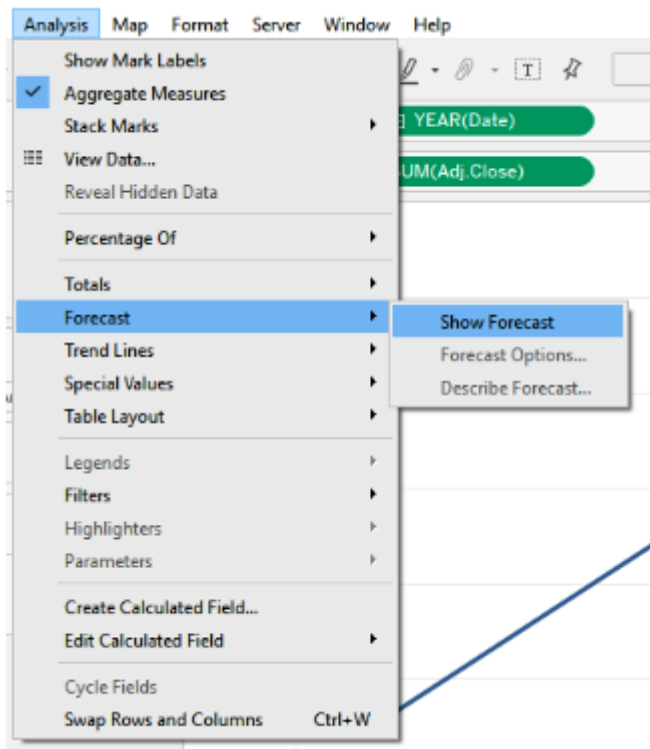 Analysis Map Format Server Window Help
Show Mark Labels
Aggregate Measures
Stack Marks
View Data...
Reveal Hidden Data
Percentage Of
Totals
Forecast
Trend Lines
Special Values
Table Layout
Legends
Filters
Highlighters
Parameters
Create Calculated Field...
Edit Calculated Field
Cycle Fields
Swap Rows and Columns Ctrl+W
Show Forecast
Forecast Options...
Describe Forecast...
T
YEAR(Date)
UM(Adj.Close)